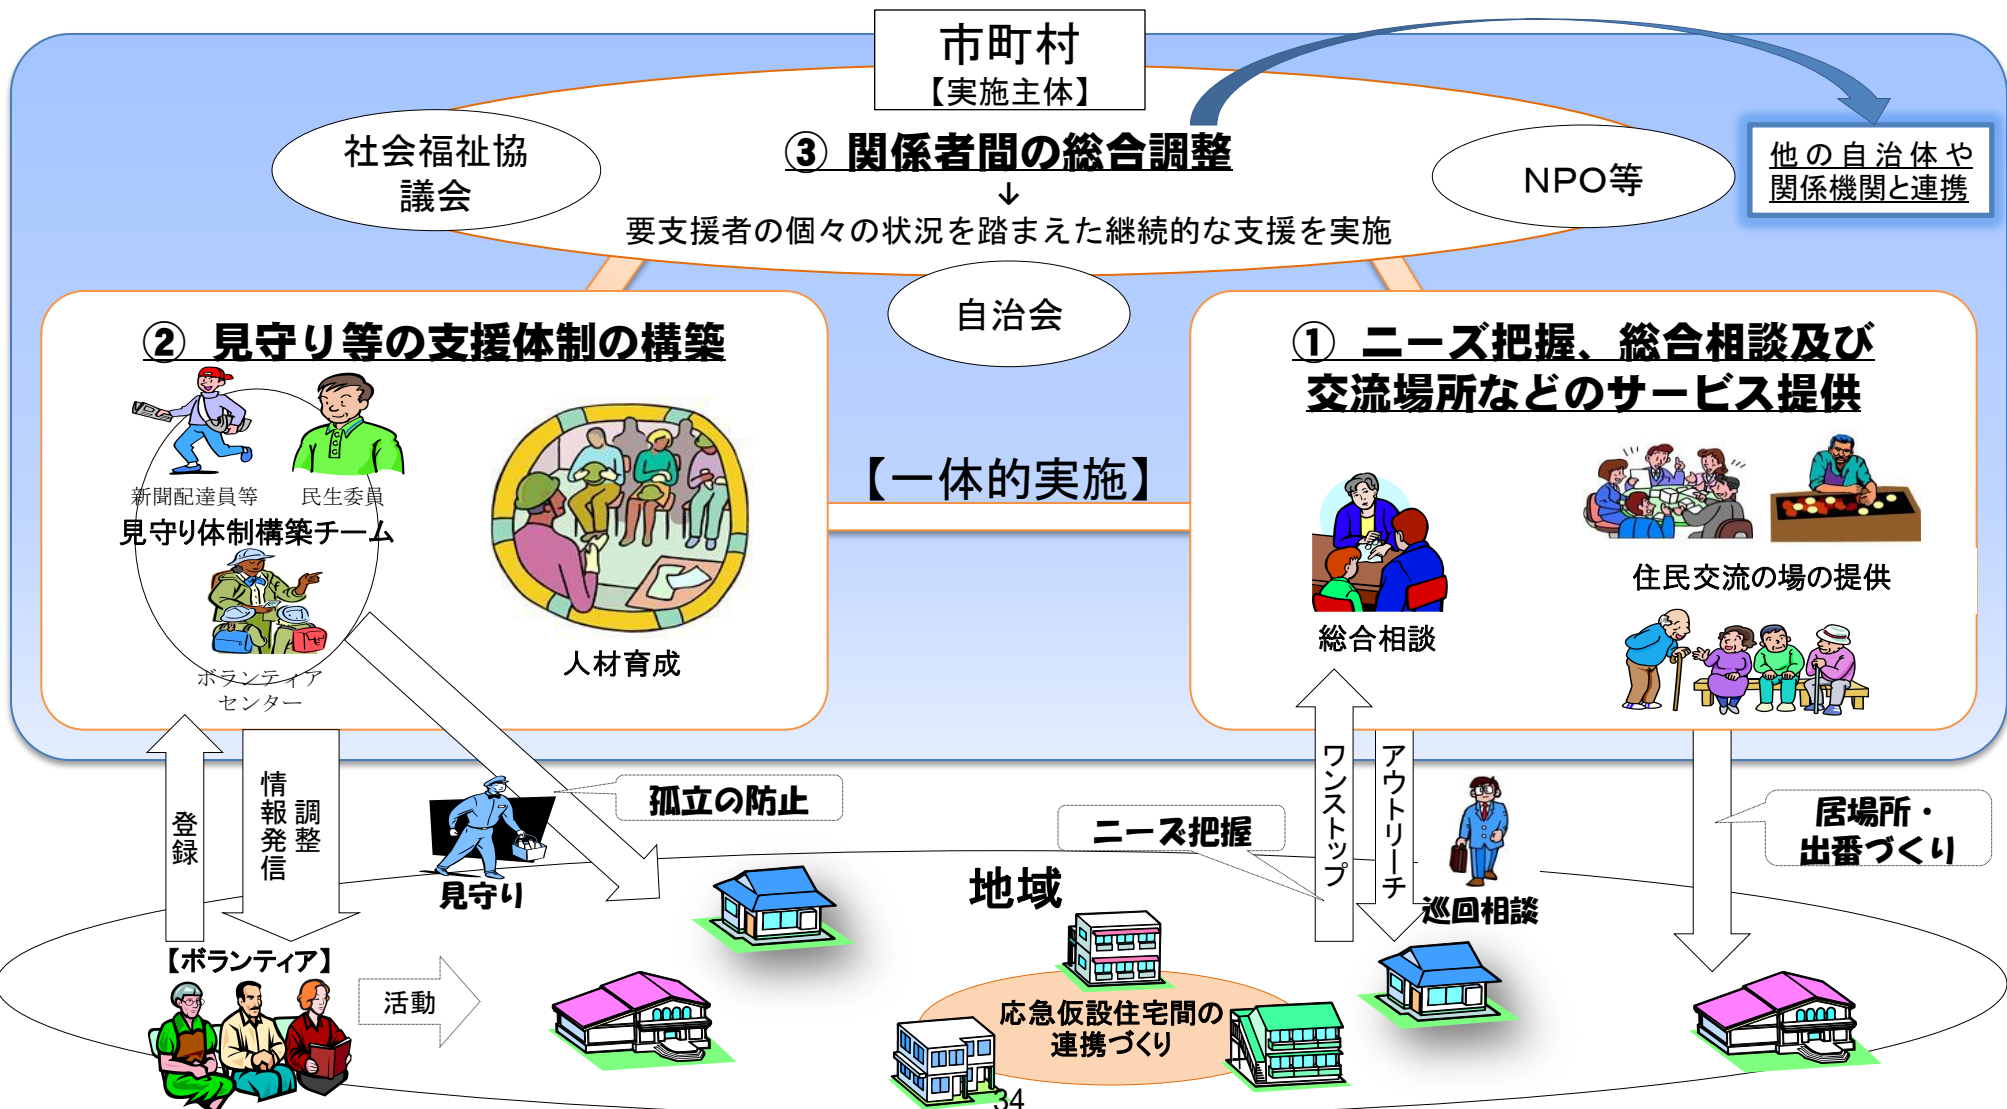 市町村
【実施主体】
社会福祉協
議会
③ 関係者間の総合調整
↓
要支援者の個々の状況を踏まえた継続的な支援を実施
NPO等
他の自治体や
関係機関と連携
自治会
② 見守り等の支援体制の構築
新聞配達員等
民生委員
見守り体制構築チーム
ボランティア
センター
人材育成
【一体的実施】
① ニーズ把握、総合相談及び
交流場所などのサービス提供
総合相談
住民交流の場の提供
登録
調整
情報発信
見守り
孤立の防止
ニーズ把握
ワンストップ
アウトリーチ
巡回相談
居場所・
出番づくり
地域
【ボランティア】
活動
応急仮設住宅間の
連携づくり
34